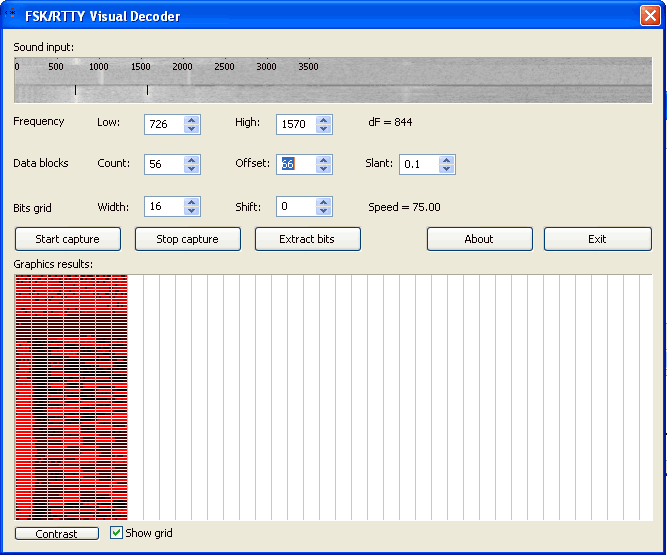 FSK/RTTY Visual Decoder
Sound input:
0 500 1000 1500 2000 2500 3000 3500
Frequency Low: 726 High: 1570 dF = 844
Data blocks Count: 56 Offset: 66 Slant: 0.1
Bits grid Width: 16 Shift: 0 Speed = 75.00
Start capture Stop capture Extract bits About Exit
Graphics results:
Contrast Show grid